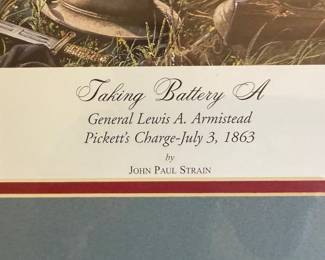 Taking Battery A
General Lewis A. Armistead
Pickett's Charge-July 3, 1863
by
John Paul Strain